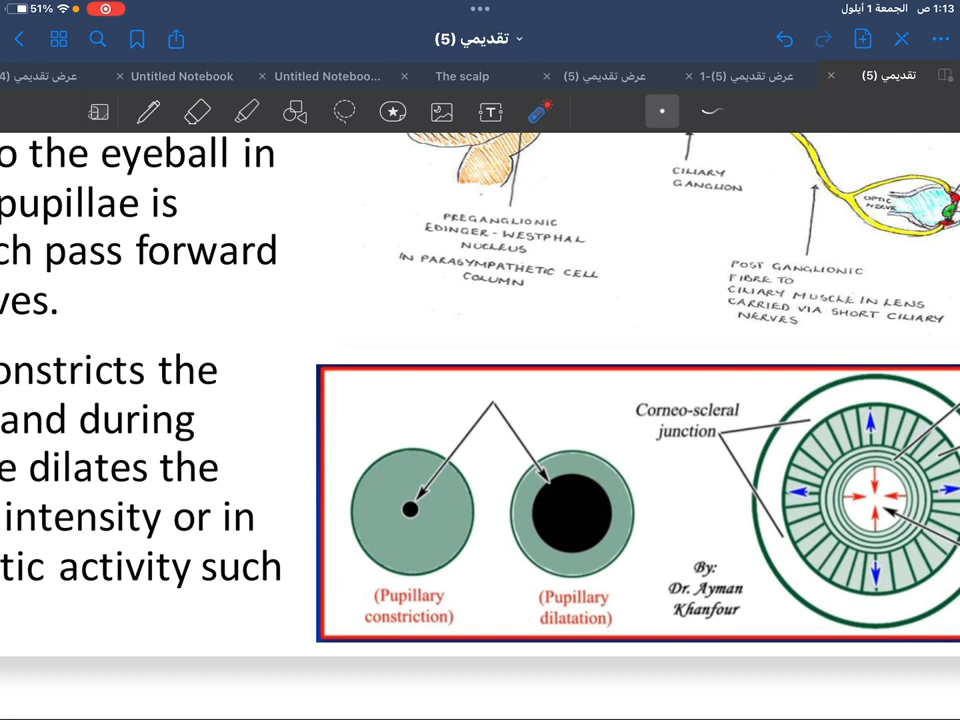 51%
1:13 ص الجمعة 1 أيلول
تقديمي (5)
عرض تقديمي (4
Untitled Notebook
Untitled Noteboo...
The scalp
عرض تقديمي (5)
عرض تقديمي (5)-1
تقديمي (5)
o the eyeball in
pupillae is
ch pass forward
ves.
onstricts the
and during
e dilates the
intensity or in
tic activity such
PREGANGLIONIC
EDINGER-WESTPHAL
NUCLEUS
IN PARASYMPATHETIC CELL
COLUMN
CILIARY
GANGLION
OPTIC
NERVE
POST GANGLIONIC
FIBRE TO
CILIARY MUSCLE IN LENS
CARRIED VIA SHORT CILIARY
NERVES
Corneo-scleral
junction
(Pupillary
constriction)
(Pupillary
dilatation)
By:
Dr. Ayman
Khanfour